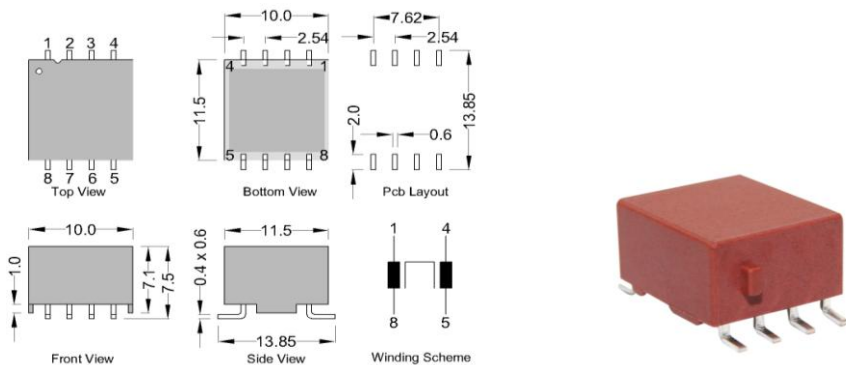 1 2 3 4
8 7 6 5
Top View
10.0
2.54
4 1
11.5
5 8
Bottom View
7.62
2.54
13.85
2.0
0.6
Pcb Layout
10.0
1.0
7.1
7.5
Front View
11.5
0.4 x 0.6
13.85
Side View
1 4
8 5
Winding Scheme